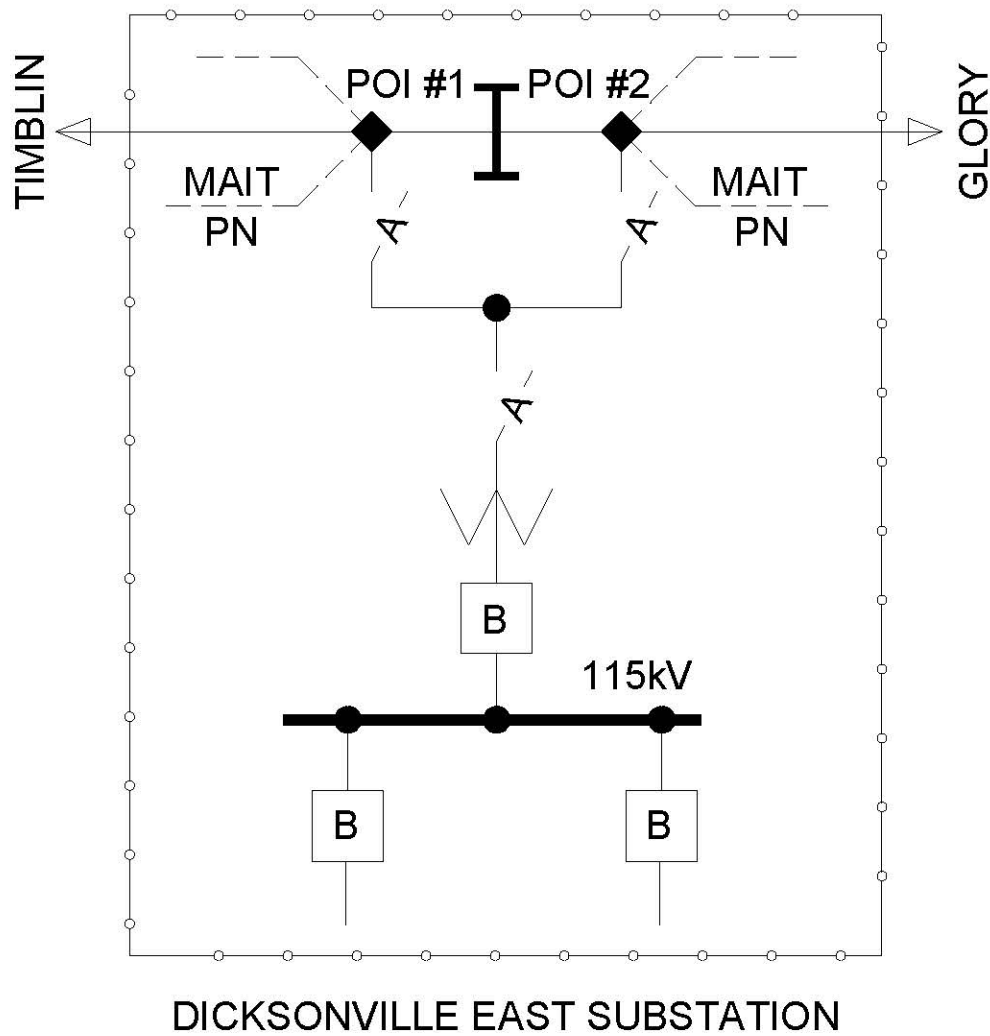 TIMBLIN
POI #1
POI #2
GLORY
MAIT
PN
MAIT
PN
A
A
A
B
115kV
B
B
DICKSONVILLE EAST SUBSTATION